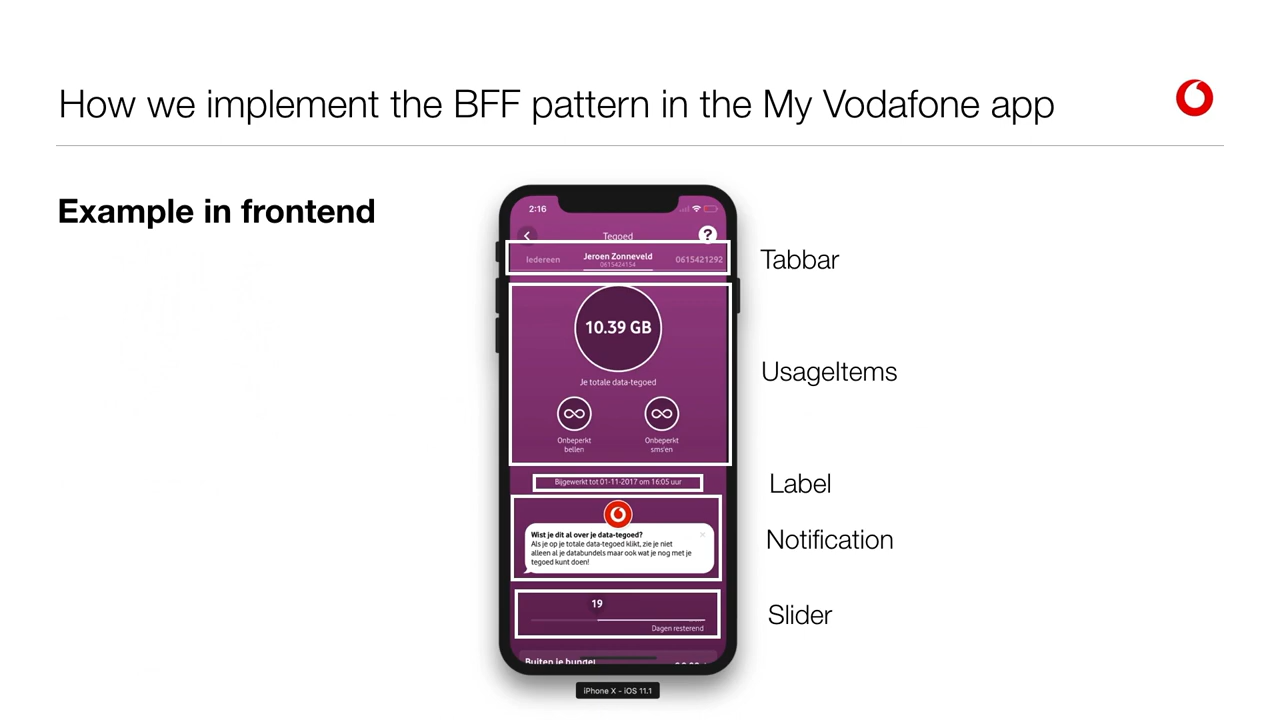 How we implement the BFF pattern in the My Vodafone app
Example in frontend
2:16
Tegoed
?
Iedereen
Jeroen Zonneveld
0615424154
0615421292
Tabbar
10.39 GB
Je totale data-tegoed
UsageItems
Onbeperkt
bellen
Onbeperkt
sms'en
Bijgewerkt tot 01-11-2017 om 16:05 uur
Label
Wist je dit al over je data-tegoed?
Als je op je totale data-tegoed klikt, zie je niet
alleen al je databundels maar ook wat je nog met je
tegoed kunt doen!
Notification
19
Dagen resterend
Slider
Buiten je bundel
iPhone X - iOS 11.1